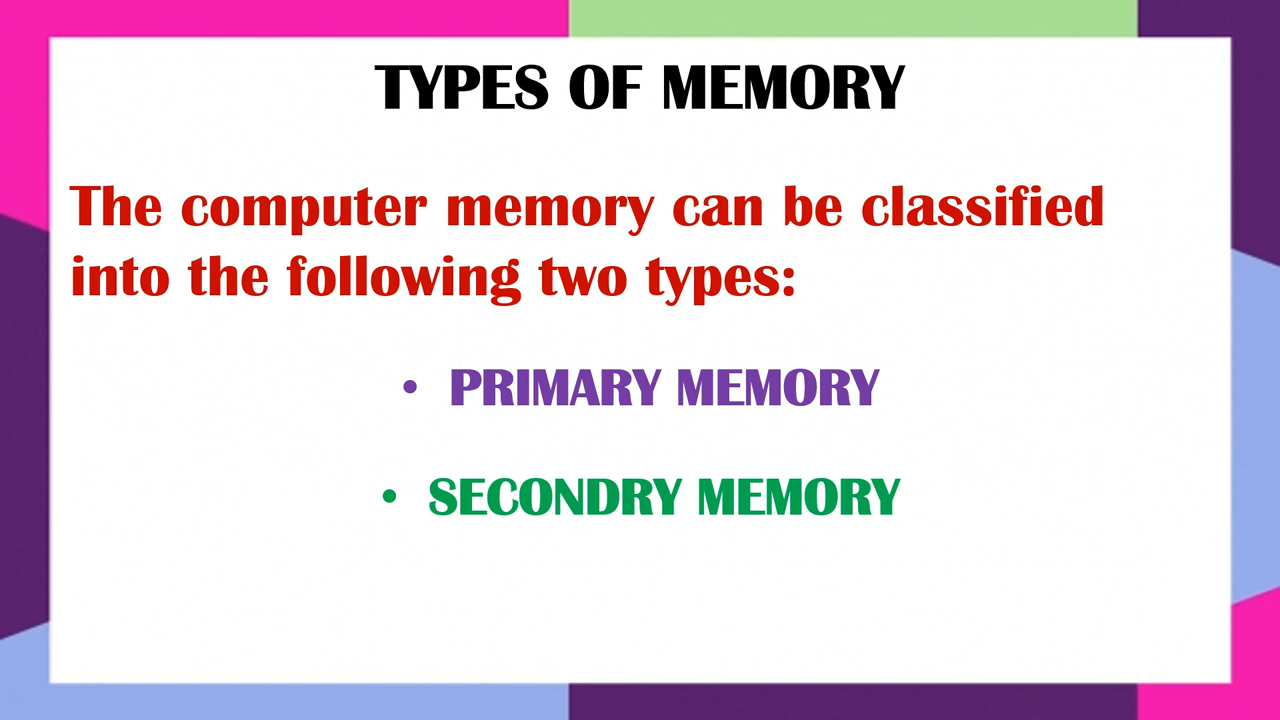 TYPES OF MEMORY
The computer memory can be classified
into the following two types:
• PRIMARY MEMORY
• SECONDRY MEMORY